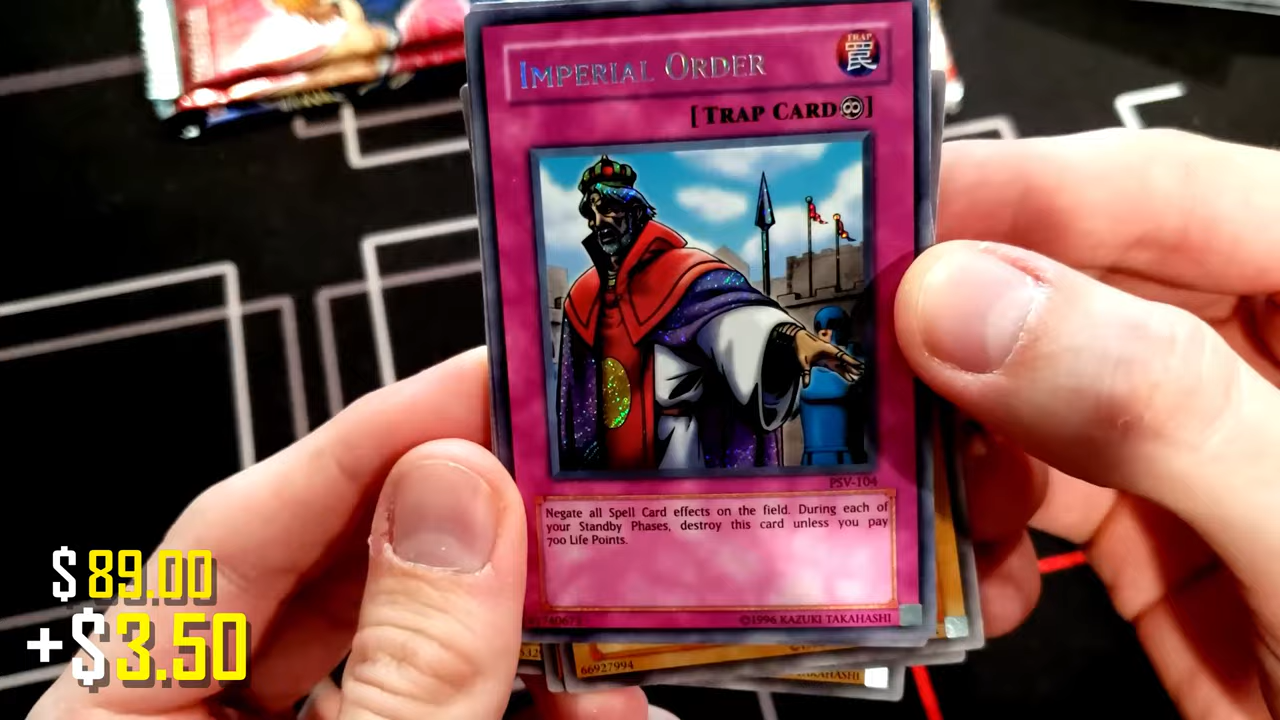 IMPERIAL ORDER
TRAP
罠
[TRAP CARD]
PSV-104
Negate all Spell Card effects on the field. During each of
your Standby Phases, destroy this card unless you pay
700 Life Points.
©1996 KAZUKI TAKAHASHI
66927994
$ 89.00
+$3.50